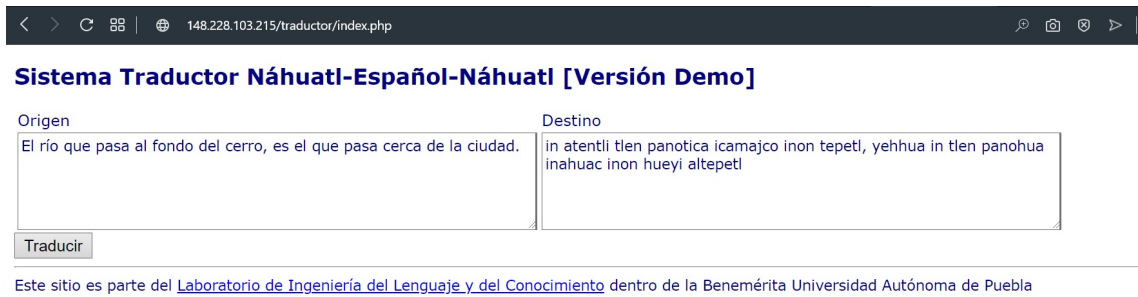 148.228.103.215/traductor/index.php
Sistema Traductor Náhuatl-Español-Náhuatl [Versión Demo]
Origen
Destino
El río que pasa al fondo del cerro, es el que pasa cerca de la ciudad.
in atentli tlen panotica icamajco inon tepetl, yehhua in tlen panohua
inahuac inon hueyi altepetl
Traducir
Este sitio es parte del Laboratorio de Ingeniería del Lenguaje y del Conocimiento dentro de la Benemérita Universidad Autónoma de Puebla